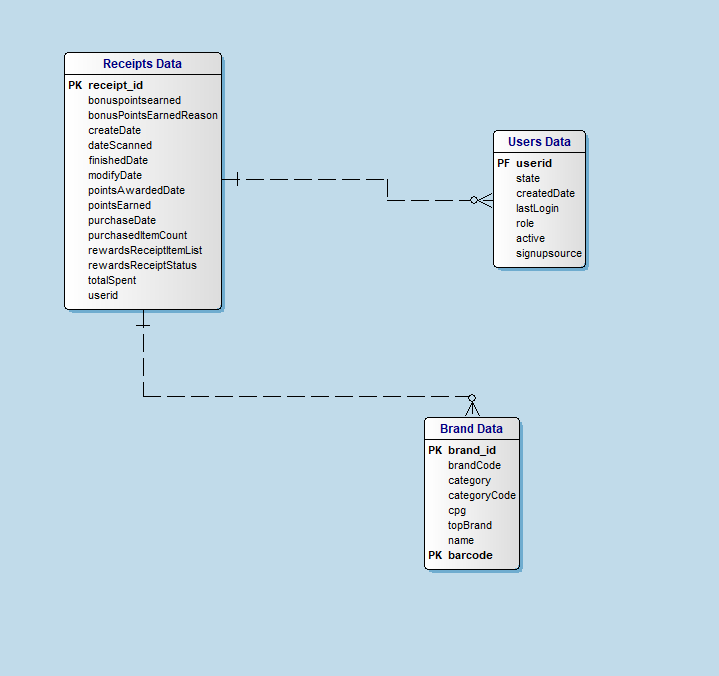 Receipts Data
PK receipt_id
bonuspointsearned
bonusPointsEarnedReason
createDate
dateScanned
finishedDate
modifyDate
pointsAwardedDate
pointsEarned
purchaseDate
purchasedItemCount
rewardsReceiptItemList
rewardsReceiptStatus
totalSpent
userid
Users Data
PF userid
state
createdDate
lastLogin
role
active
signupsource
Brand Data
PK brand_id
brandCode
category
categoryCode
cpg
topBrand
name
PK barcode